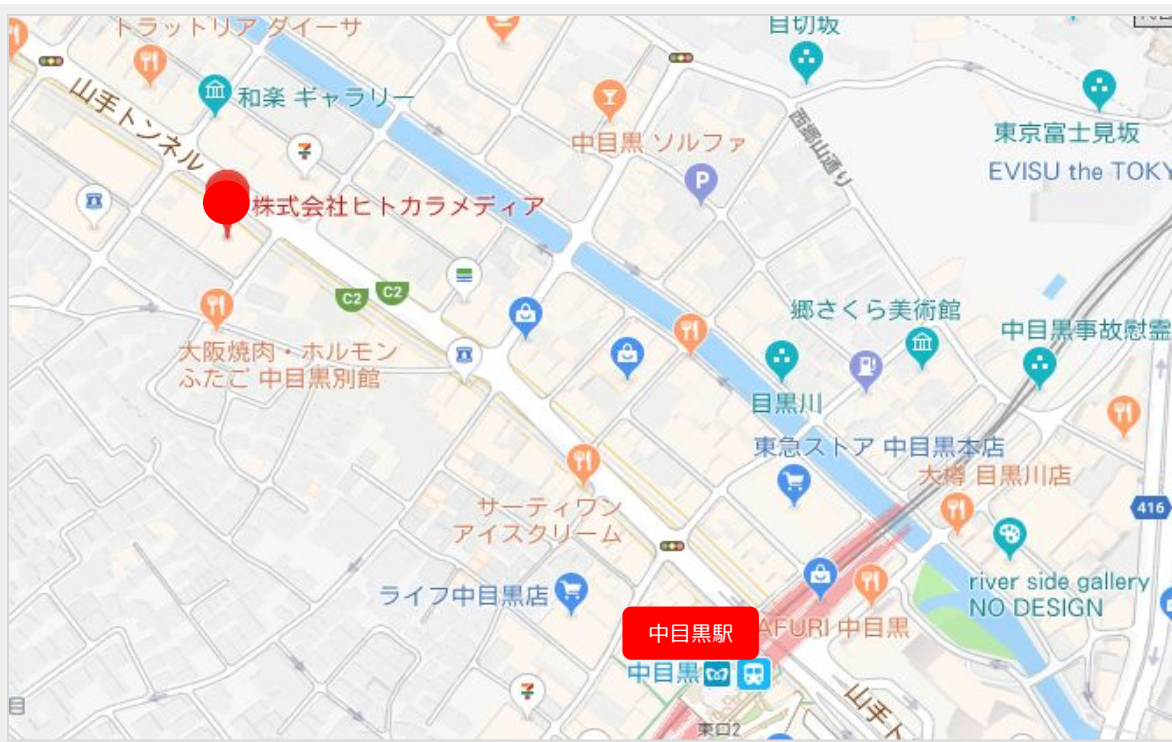 トラットリア ダイーサ
目切坂
山手トンネル
和楽 ギャラリー
中目黒 ソルファ
西郷山通り
東京富士見坂
EVISU the TOKY
P
株式会社ヒトカラメディア
C2
C2
郷さくら美術館
中目黒事故慰霊
大阪焼肉・ホルモン
ふたご 中目黒別館
目黒川
東急ストア 中目黒本店
大樽 目黒川店
416
サーティワン
アイスクリーム
river side gallery
NO DESIGN
ライフ中目黒店
中目黒駅
AFURI 中目黒
中目黒
山手ト
東口2
目
7
7